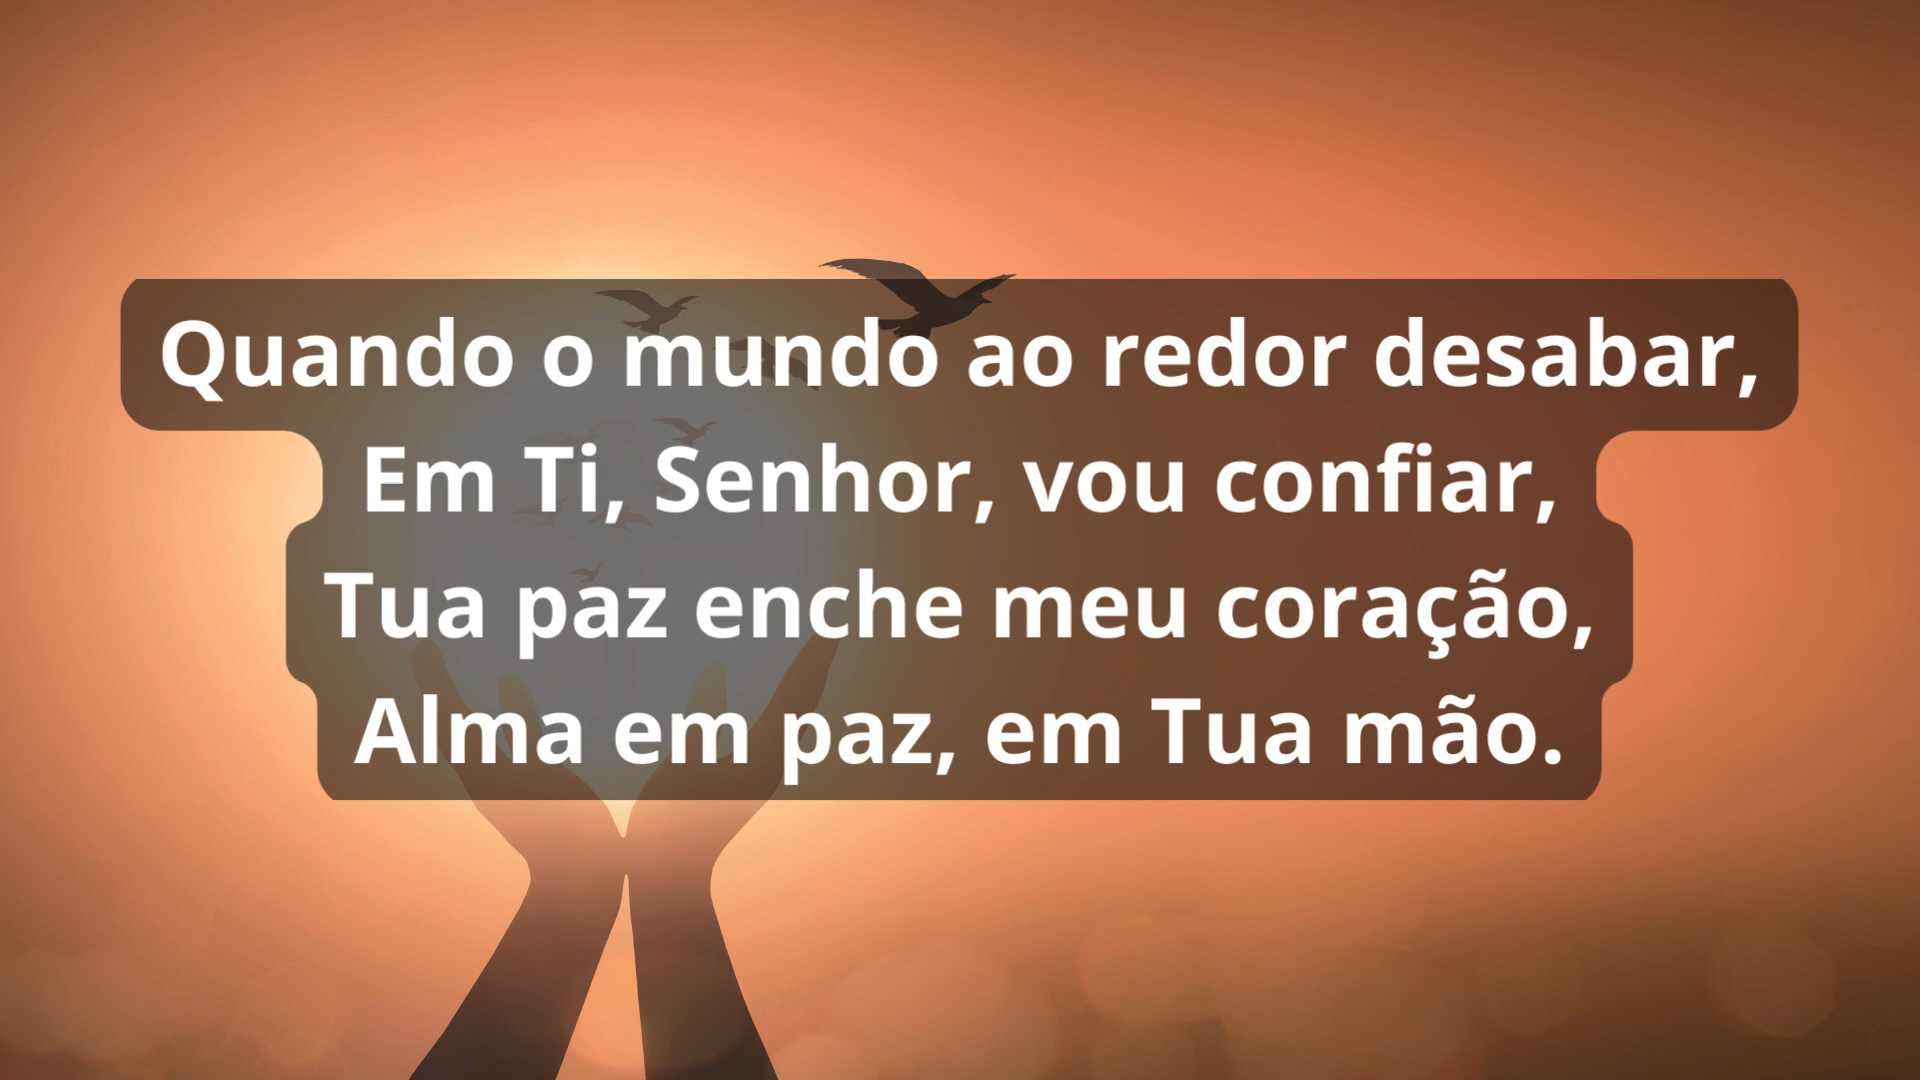 Quando o mundo ao redor desabar,
Em Ti, Senhor, vou confiar,
Tua paz enche meu coração,
Alma em paz, em Tua mão.